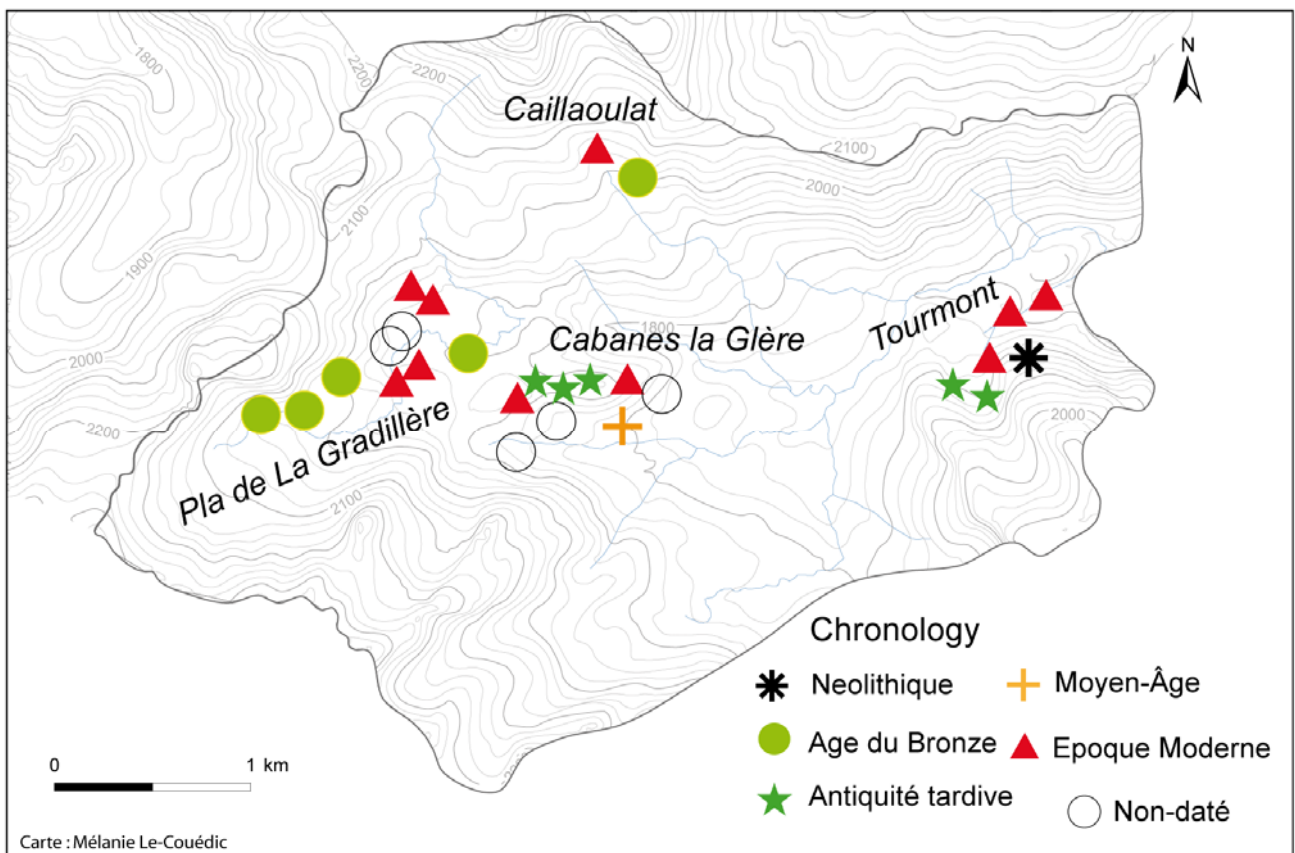 1800
2200
2200
N
Caillaoulat
2100
2000
2100
1900
Tourmont
Cabanes la Glère
1800
2000
2200
Pla de La Gradillère
2000
2100
Chronology
Neolithique
Moyen-Âge
Age du Bronze
Epoque Moderne
Antiquité tardive
Non-daté
0 1 km
Carte : Mélanie Le-Couédic